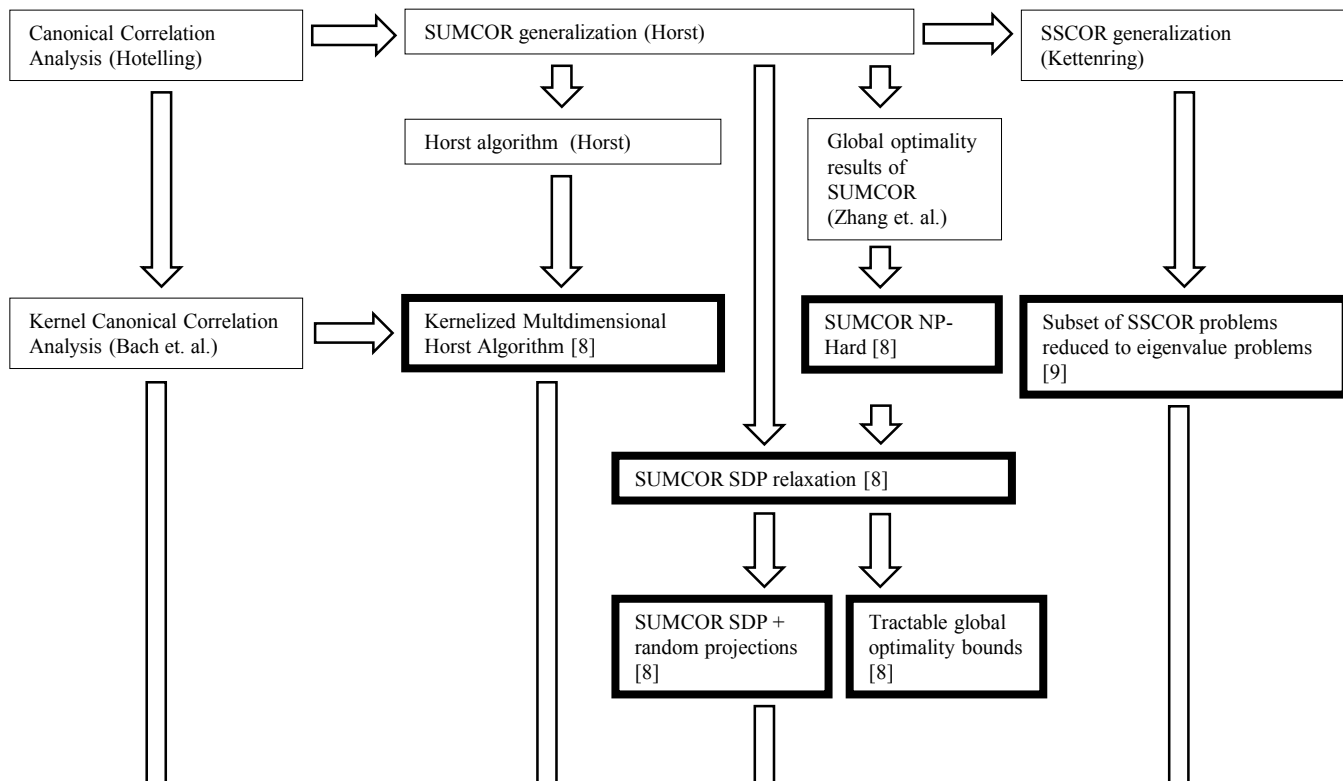 Canonical Correlation
Analysis (Hotelling)
SUMCOR generalization (Horst)
SSCOR generalization
(Kettenring)
Horst algorithm (Horst)
Global optimality
results of
SUMCOR
(Zhang et. al.)
Kernel Canonical Correlation
Analysis (Bach et. al.)
Kernelized Multdimensional
Horst Algorithm [8]
SUMCOR NP-
Hard [8]
Subset of SSCOR problems
reduced to eigenvalue problems
[9]
SUMCOR SDP relaxation [8]
SUMCOR SDP +
random projections
[8]
Tractable global
optimality bounds
[8]